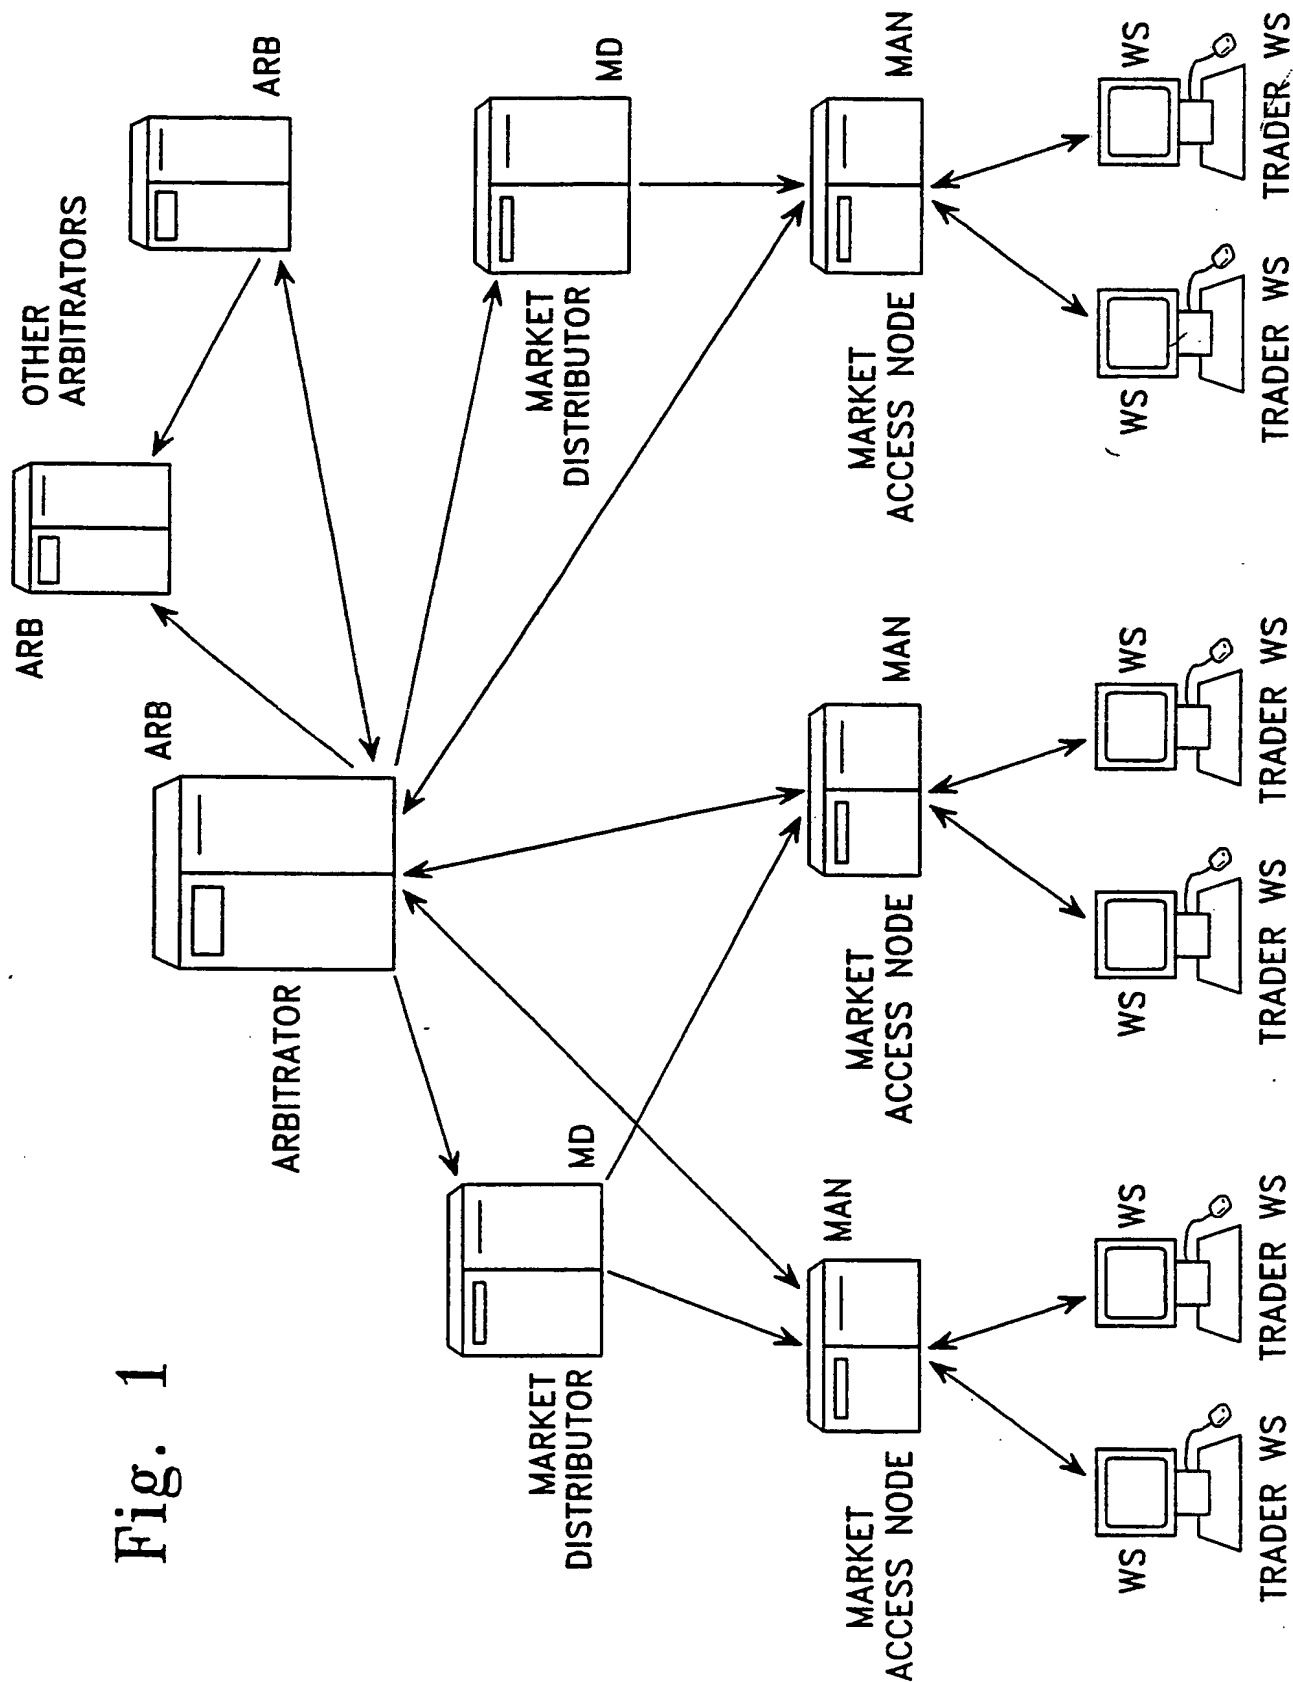 Fig. 1
ARB
OTHER
ARBITRATORS
ARB
ARB
ARBITRATOR
MARKET
DISTRIBUTOR
MD
MARKET
DISTRIBUTOR
MD
MARKET
ACCESS NODE
MAN
MARKET
ACCESS NODE
MAN
MARKET
ACCESS NODE
MAN
WS
WS
WS
WS
WS
WS
TRADER WS
TRADER WS
TRADER WS
TRADER WS
TRADER WS
TRADER WS